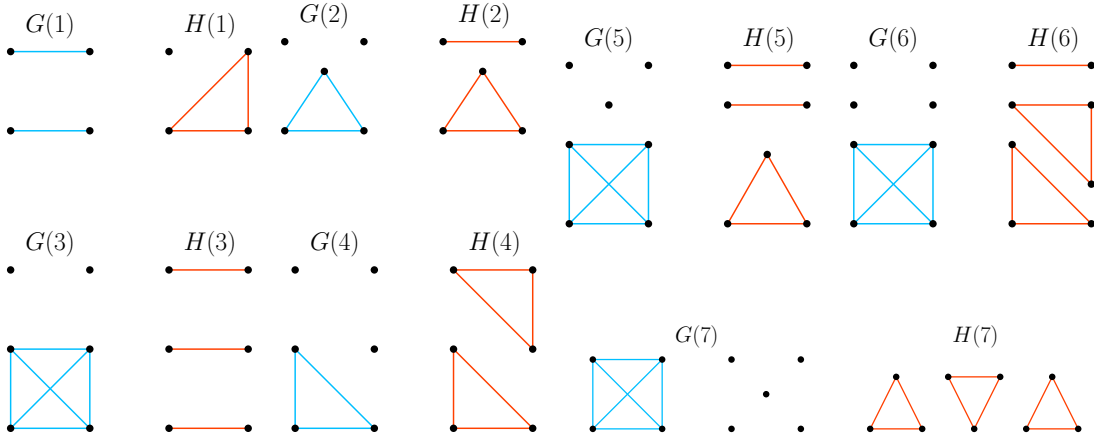 G(1) H(1) G(2) H(2)
G(5) H(5) G(6) H(6)
G(3) H(3) G(4) H(4)
G(7) H(7)